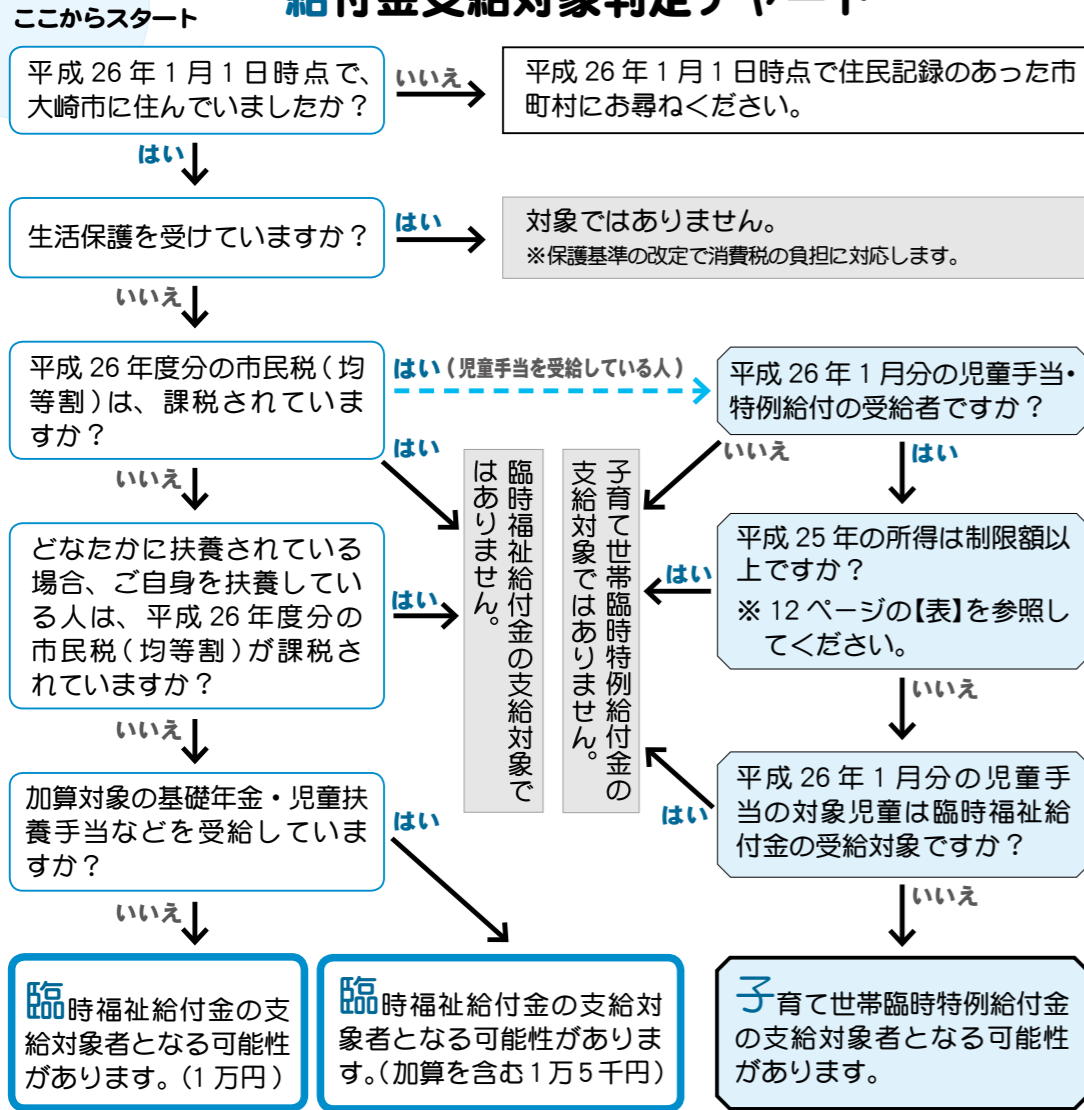 ここからスタート
給付金支給対象判定チャート
平成 26 年 1 月 1 日時点で、
大崎市に住んでいましたか？
いいえ
平成 26 年 1 月 1 日時点で住民記録のあった市
町村にお尋ねください。
はい
生活保護を受けていますか？
はい
対象ではありません。
※保護基準の改定で消費税の負担に対応します。
いいえ
平成 26 年度分の市民税（均
等割）は、課税されていま
すか？
はい（児童手当を受給している人）
平成 26 年 1 月分の児童手当・
特例給付の受給者ですか？
はい
いいえ
はい
いいえ
臨時福祉給付金の支給対象で
はありません。
子育て世帯臨時特例給付金の
支給対象ではありません。
どなたかに扶養されている
場合、ご自身を扶養してい
る人は、平成 26 年度分の
市民税（均等割）が課税さ
れていますか？
はい
平成 25 年の所得は制限額以
上ですか？
※ 12 ページの【表】を参照し
てください。
はい
いいえ
いいえ
加算対象の基礎年金・児童扶
養手当などを受給していま
すか？
はい
平成 26 年 1 月分の児童手
当の対象児童は臨時福祉給
付金の受給対象ですか？
はい
いいえ
いいえ
臨時福祉給付金の支
給対象者となる可能性
があります。（1 万円）
臨時福祉給付金の支給対
象者となる可能性がありま
す。（加算を含む 1 万 5 千円）
子育て世帯臨時特例給付金
の支給対象者となる可能性
があります。